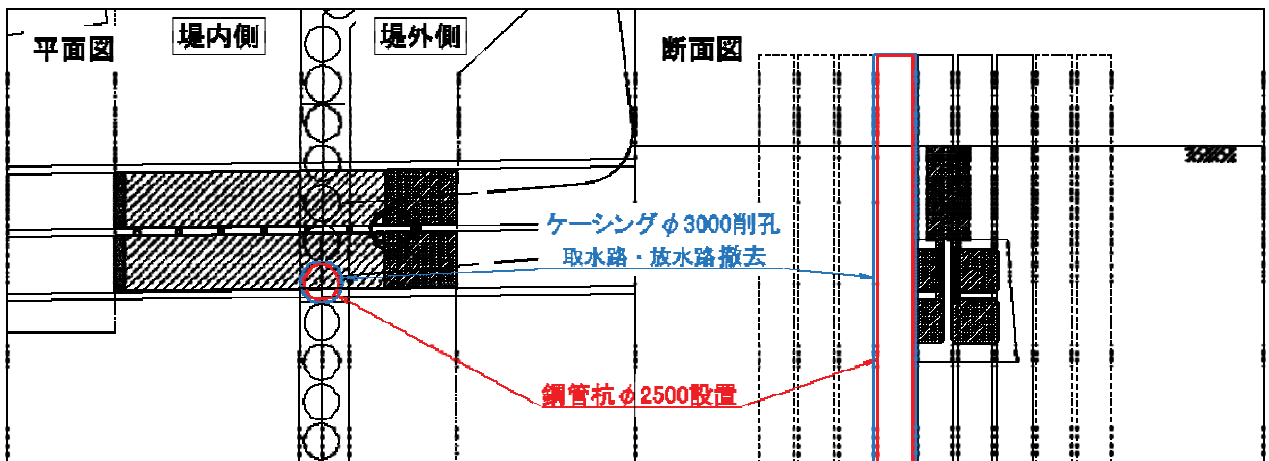 平面図
堤内側
堤外側
断面図
ケーシングφ3000削孔
取水路・放水路撤去
鋼管杭φ2500設置